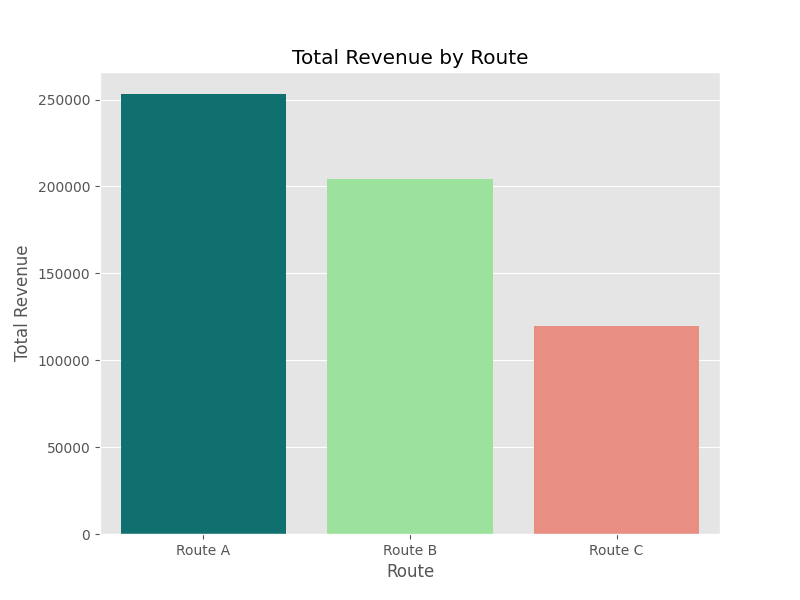 Total Revenue by Route
Total Revenue
250000
200000
150000
100000
50000
0
Route A
Route B
Route C
Route